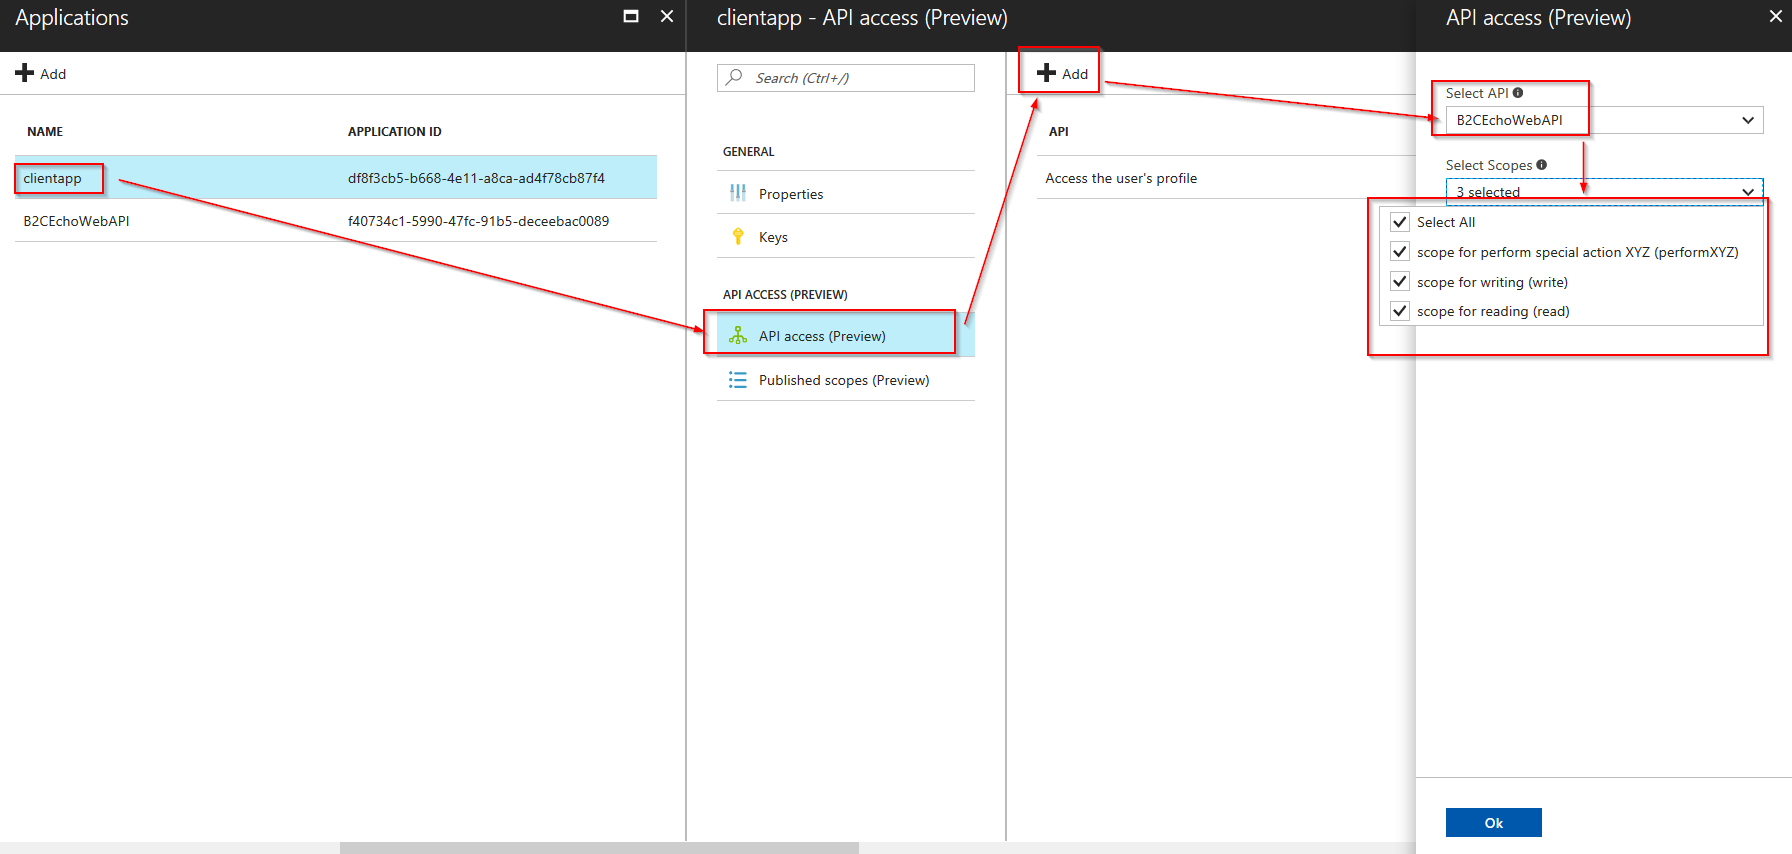 Applications
Add
NAME
APPLICATION ID
clientapp
df8f3cb5-b668-4e11-a8ca-ad4f78cb87f4
B2CEchoWebAPI
f40734c1-5990-47fc-91b5-deceebac0089
clientapp - API access (Preview)
Search (Ctrl+/)
GENERAL
Properties
Keys
API ACCESS (PREVIEW)
API access (Preview)
Published scopes (Preview)
Add
API
Access the user's profile
API access (Preview)
Select API
B2CEchoWebAPI
Select Scopes
3 selected
Select All
scope for perform special action XYZ (performXYZ)
scope for writing (write)
scope for reading (read)
Ok